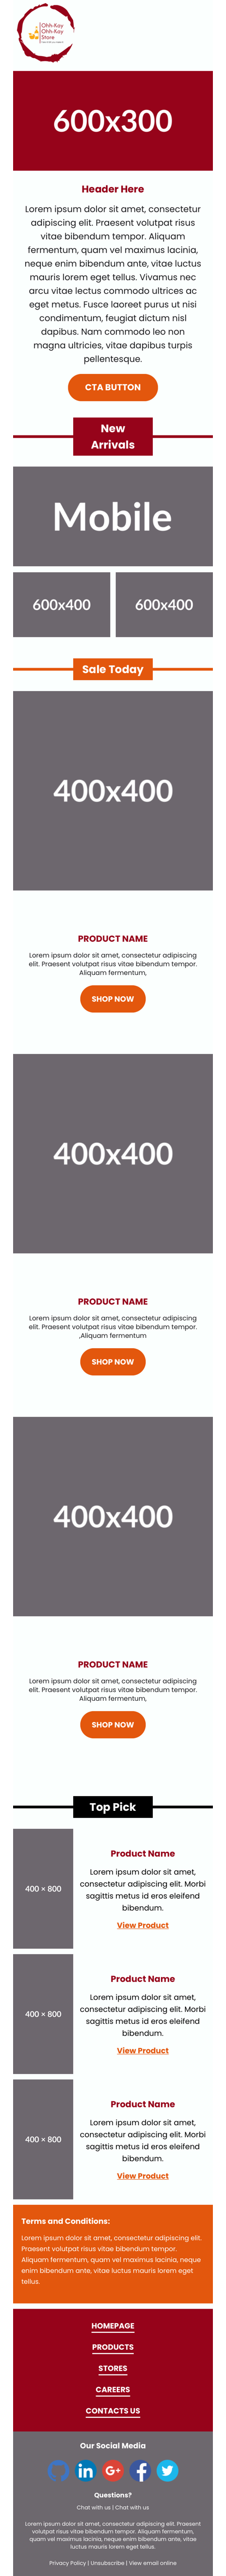 Ohh-Kay
Ohh-Kay
Store
600x300
Header Here
Lorem ipsum dolor sit amet, consectetur
adipiscing elit. Praesent volutpat risus
vitae bibendum tempor. Aliquam
fermentum, quam vel maximus lacinia,
neque enim bibendum ante, vitae luctus
mauris lorem eget tellus. Vivamus nec
arcu vitae lectus commodo ultrices ac
eget metus. Fusce laoreet purus ut nisi
condimentum, feugiat dictum nisl
dapibus. Nam commodo leo non
magna ultricies, vitae dapibus turpis
pellentesque.
CTA BUTTON
New
Arrivals
Mobile
600x400
600x400
Sale Today
400x400
PRODUCT NAME
Lorem ipsum dolor sit amet, consectetur adipiscing
elit. Praesent volutpat risus vitae bibendum tempor.
Aliquam fermentum,
SHOP NOW
400x400
PRODUCT NAME
Lorem ipsum dolor sit amet, consectetur adipiscing
elit. Praesent volutpat risus vitae bibendum tempor.
,Aliquam fermentum
SHOP NOW
400x400
PRODUCT NAME
Lorem ipsum dolor sit amet, consectetur adipiscing
elit. Praesent volutpat risus vitae bibendum tempor.
Aliquam fermentum,
SHOP NOW
Top Pick
400 × 800
Product Name
Lorem ipsum dolor sit amet,
consectetur adipiscing elit. Morbi
sagittis metus id eros eleifend
bibendum.
View Product
400 × 800
Product Name
Lorem ipsum dolor sit amet,
consectetur adipiscing elit. Morbi
sagittis metus id eros eleifend
bibendum.
View Product
400 × 800
Product Name
Lorem ipsum dolor sit amet,
consectetur adipiscing elit. Morbi
sagittis metus id eros eleifend
bibendum.
View Product
Terms and Conditions:
Lorem ipsum dolor sit amet, consectetur adipiscing elit.
Praesent volutpat risus vitae bibendum tempor.
Aliquam fermentum, quam vel maximus lacinia, neque
enim bibendum ante, vitae luctus mauris lorem eget
tellus.
HOMEPAGE
PRODUCTS
STORES
CAREERS
CONTACTS US
Our Social Media
Questions?
Chat with us | Chat with us
Lorem ipsum dolor sit amet, consectetur adipiscing elit. Praesent
volutpat risus vitae bibendum tempor. Aliquam fermentum,
quam vel maximus lacinia, neque enim bibendum ante, vitae
luctus mauris lorem eget tellus.
Privacy Policy | Unsubscribe | View email online